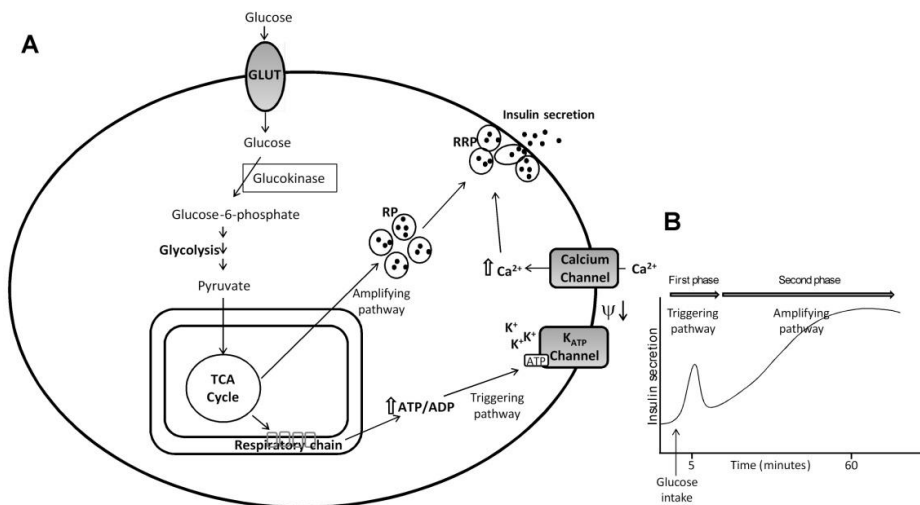 A
Glucose
GLUT
Glucose
Glucokinase
Glucose-6-phosphate
Glycolysis
Pyruvate
TCA
Cycle
Respiratory chain
RP
Amplifying
pathway
RRP
Insulin secretion
⇧ATP/ADP
Triggering
pathway
⇧ Ca²⁺
Calcium
Channel
Ca²⁺
Ψ↓
K⁺
K⁺K⁺
ATP
K_ATP
Channel
B
First phase
Second phase
Triggering
pathway
Amplifying
pathway
Insulin secretion
5
Time (minutes)
60
Glucose
intake